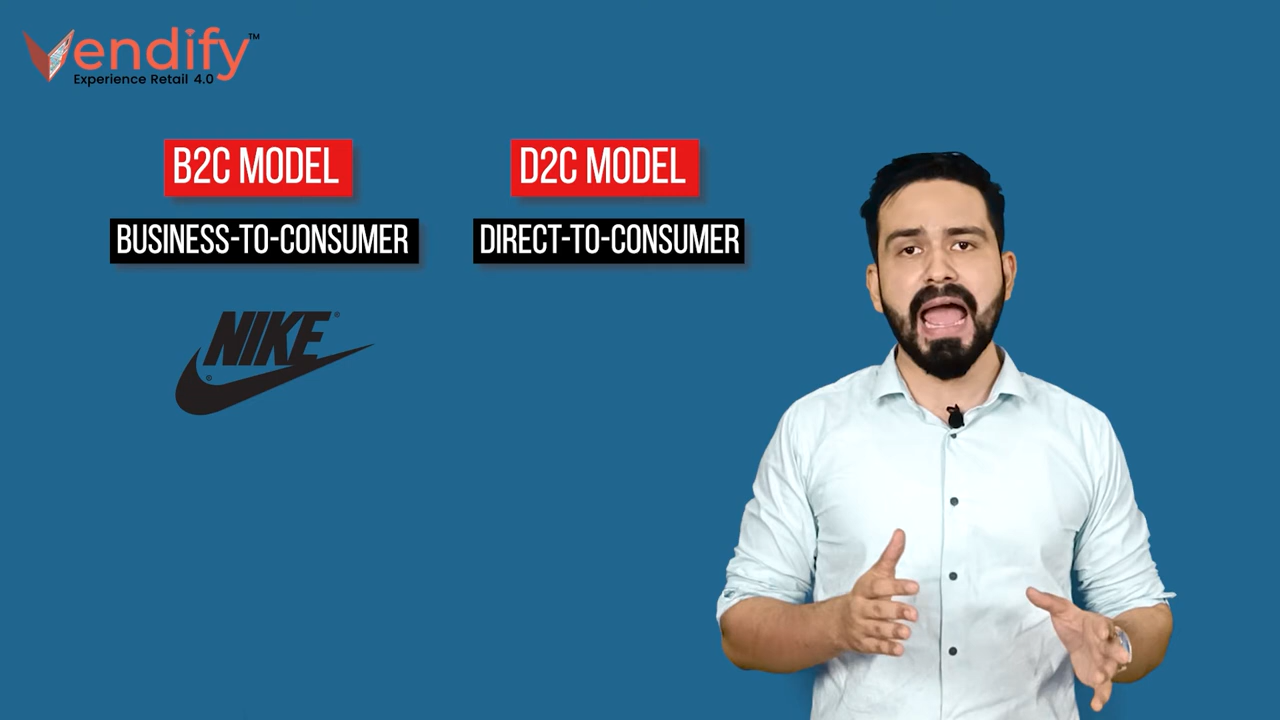 Vendify™
Experience Retail 4.0
B2C MODEL
D2C MODEL
BUSINESS-TO-CONSUMER
DIRECT-TO-CONSUMER
NIKE®
®